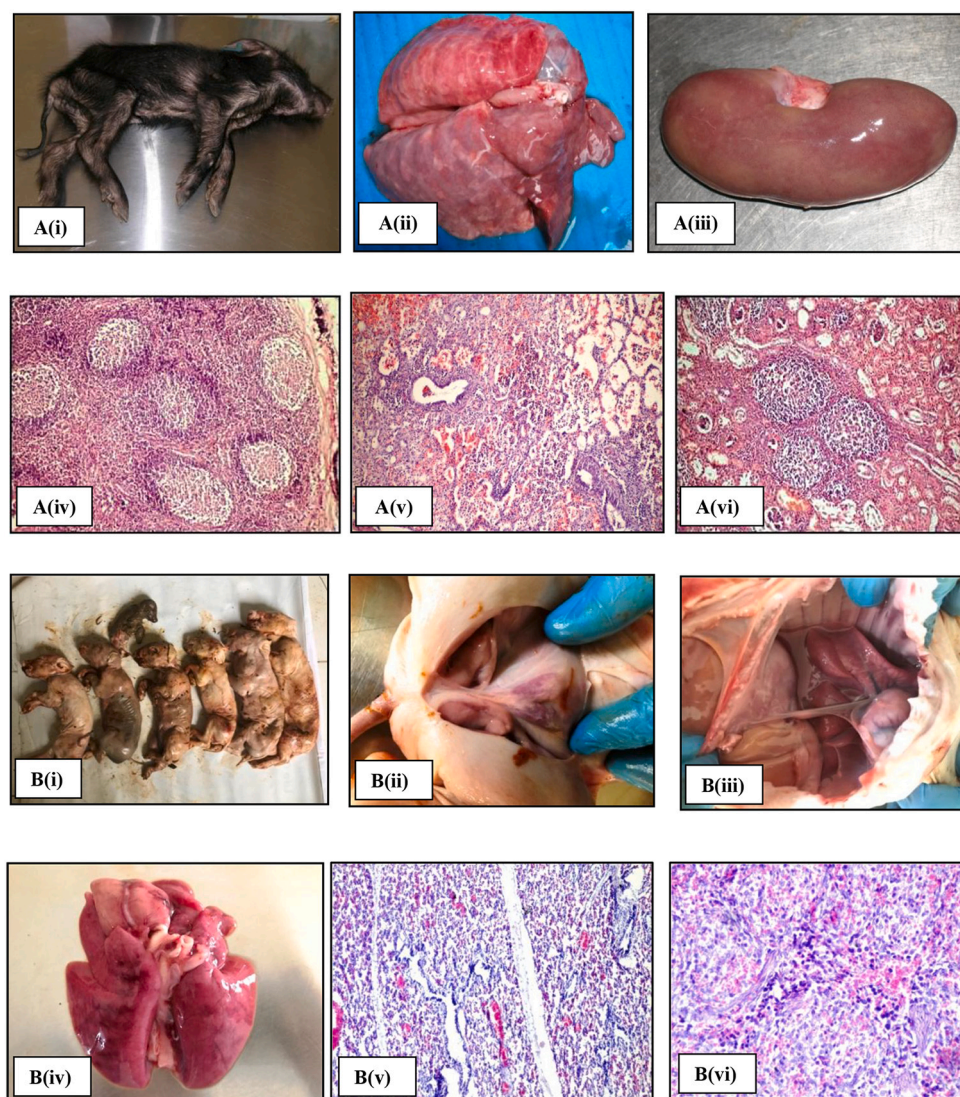 A(i)
A(ii)
A(iii)
A(iv)
A(v)
A(vi)
B(i)
B(ii)
B(iii)
B(iv)
B(v)
B(vi)